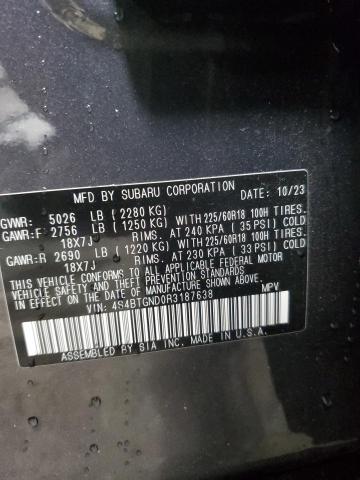 MFD BY SUBARU CORPORATION DATE: 10/23
GVWR: 5026 LB (2280 KG)
GAWR:F 2756 LB (1250 KG) WITH 225/60R18 100H TIRES.
18X7J RIMS. AT 240 KPA (35 PSI) COLD
GAWR:R 2690 LB (1220 KG) WITH 225/60R18 100H TIRES.
18X7J RIMS. AT 230 KPA (33 PSI) COLD
THIS VEHICLE CONFORMS TO ALL APPLICABLE FEDERAL MOTOR
VEHICLE SAFETY AND THEFT PREVENTION STANDARDS IN EFFECT
ON THE DATE OF MANUFACTURE SHOWN ABOVE.
VIN: 4S4BTGND0R3187638 MPV
ASSEMBLED BY SIA INC. MADE IN U.S.A.